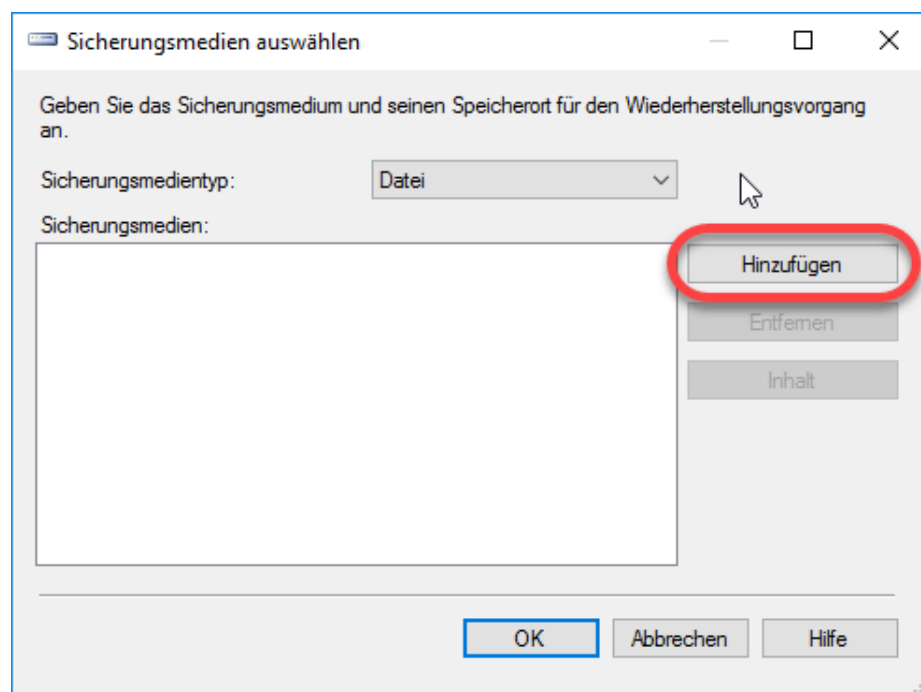 Sicherungsmedien auswählen
Geben Sie das Sicherungsmedium und seinen Speicherort für den Wiederherstellungsvorgang
an.
Sicherungsmedientyp:
Datei
Sicherungsmedien:
Hinzufügen
Entfernen
Inhalt
OK
Abbrechen
Hilfe